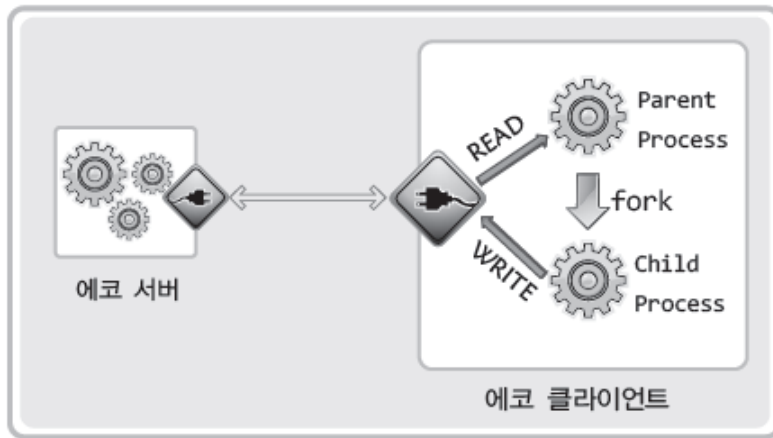 Parent
Process
READ
fork
WRITE
Child
Process
에코 서버
에코 클라이언트